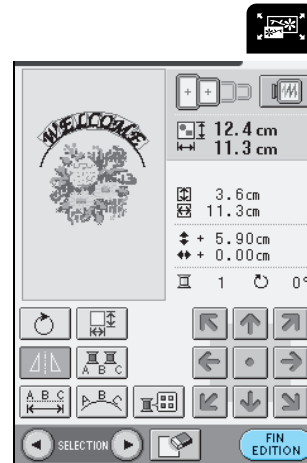 WELCOME
12.4 cm
11.3 cm
3.6cm
11.3cm
+ 5.90cm
+ 0.00cm
1 0°
A B C
A B C
A B C
SELECTION
FIN
EDITION